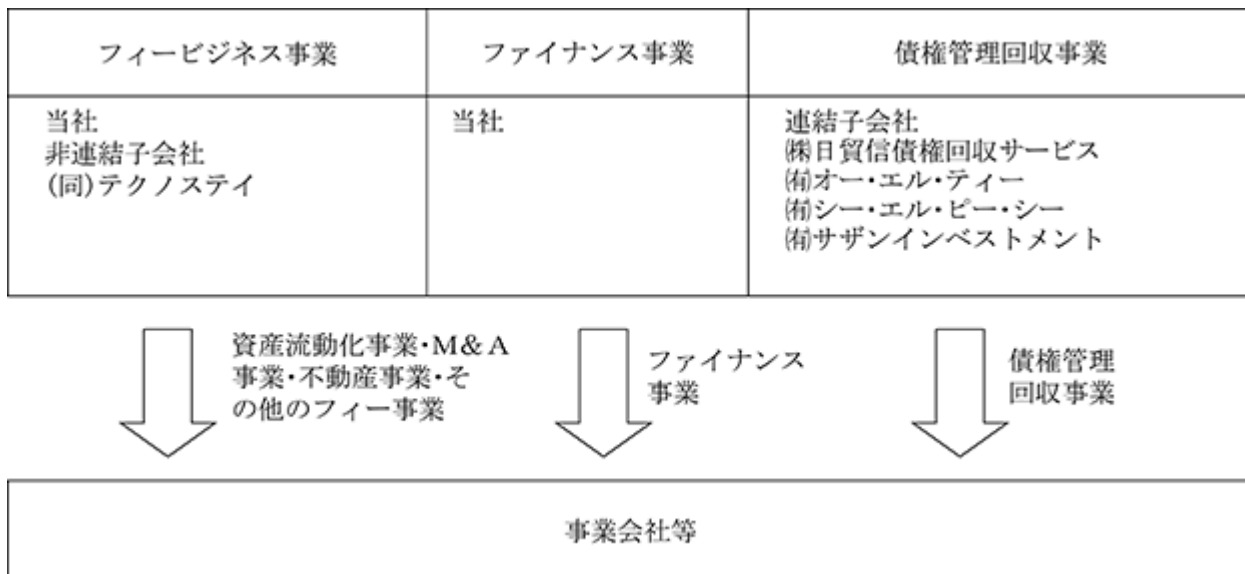 フィービジネス事業
ファイナンス事業
債権管理回収事業
当社
非連結子会社
(同)テクノステイ
当社
連結子会社
㈱日貿信債権回収サービス
㈲オー・エル・ティー
㈲シー・エル・ピー・シー
㈲サザンインベストメント
資産流動化事業・M&A
事業・不動産事業・そ
の他のフィー事業
ファイナンス
事業
債権管理
回収事業
事業会社等